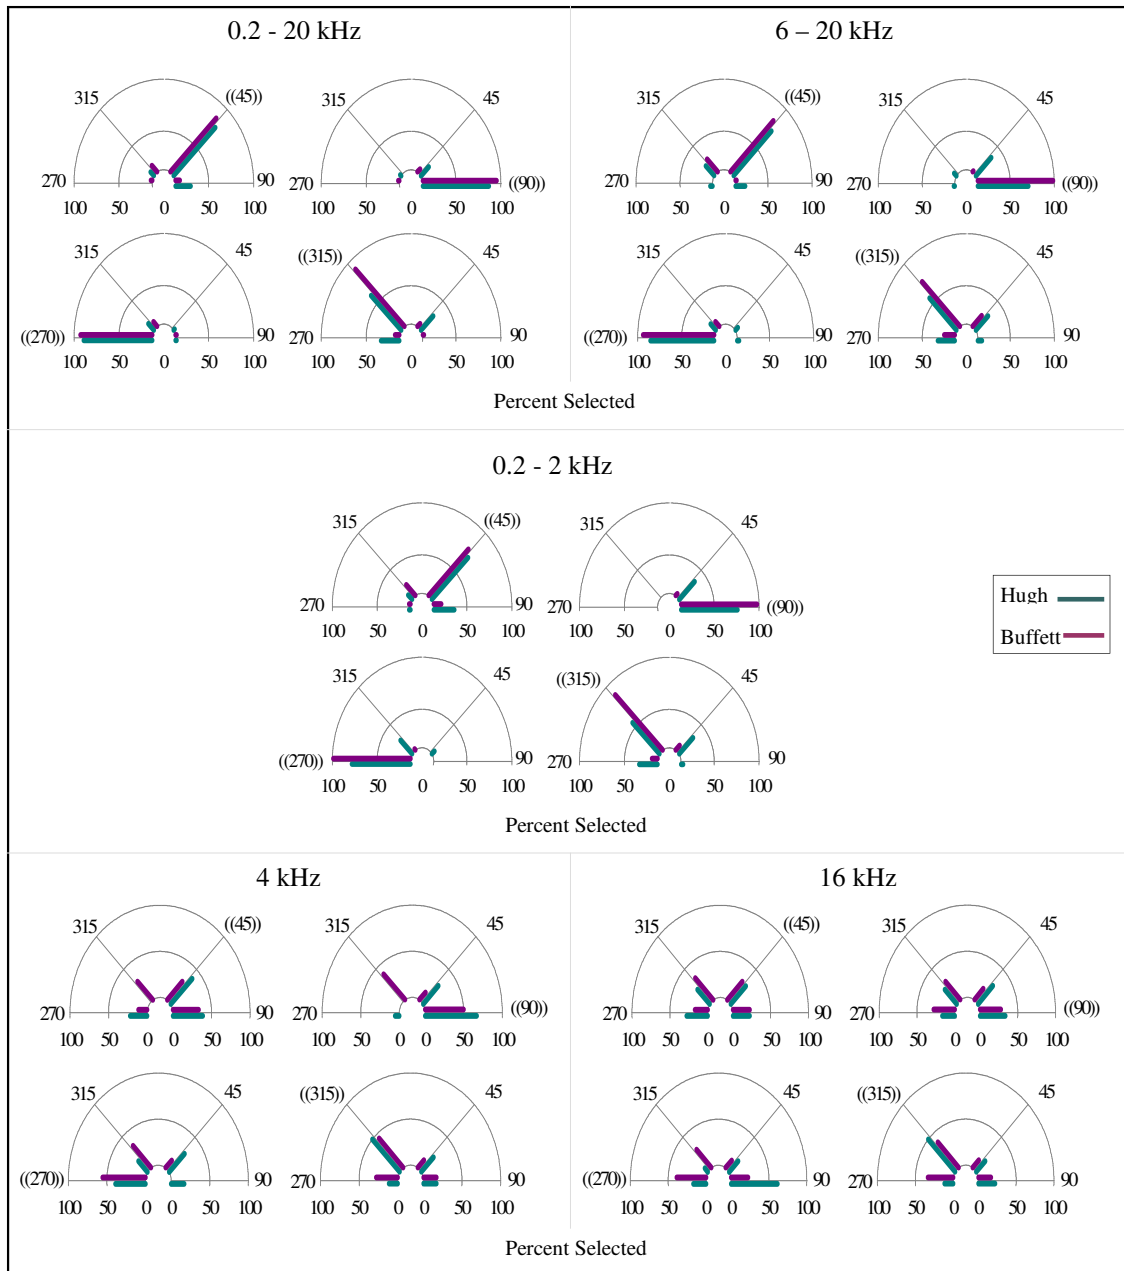 0.2 - 20 kHz
6 – 20 kHz
315 ((45)) 45 315 ((45)) 45
270 90 270 ((90)) 270 90 270 ((90))
100 50 0 50 100 100 50 0 50 100 100 50 0 50 100 100 50 0 50 100
315 45 ((315)) 45 315 45 ((315)) 45
((270)) 90 270 90 ((270)) 90 270 90
100 50 0 50 100 100 50 0 50 100 100 50 0 50 100 100 50 0 50 100
Percent Selected
0.2 - 2 kHz
315 ((45)) 45
270 90 270 ((90))
100 50 0 50 100 100 50 0 50 100
315 ((315)) 45 45
((270)) 90 270 90
100 50 0 50 100 100 50 0 50 100
Percent Selected
Hugh
Buffett
4 kHz
16 kHz
315 ((45)) 315 45 315 ((45)) 315 45
270 90 270 ((90)) 270 90 270 ((90))
100 50 0 0 50 100 100 50 0 0 50 100 100 50 0 0 50 100 100 50 0 0 50 100
315 45 ((315)) 45 315 45 ((315)) 45
((270)) 90 270 90 ((270)) 90 270 90
100 50 0 0 50 100 100 50 0 0 50 100 100 50 0 0 50 100 100 50 0 0 50 100
Percent Selected